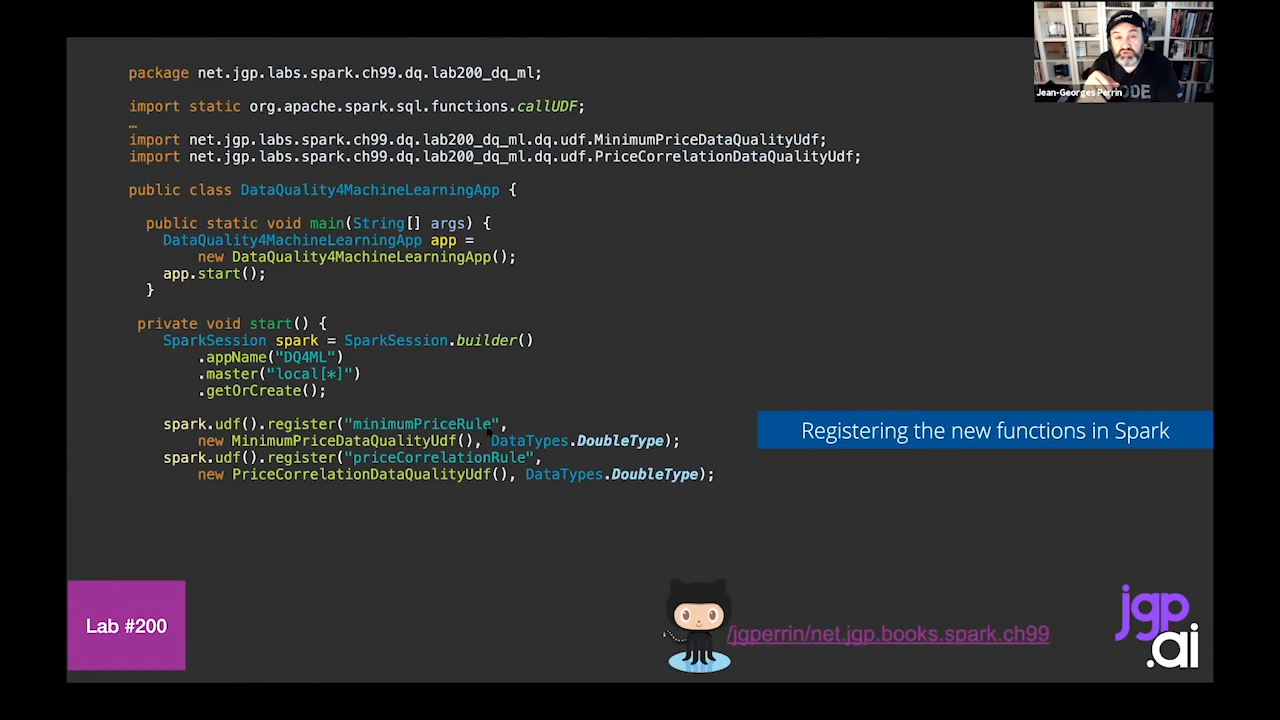 package net.jgp.labs.spark.ch99.dq.lab200_dq_ml;
import static org.apache.spark.sql.functions.callUDF;
…
import net.jgp.labs.spark.ch99.dq.lab200_dq_ml.dq.udf.MinimumPriceDataQualityUdf;
import net.jgp.labs.spark.ch99.dq.lab200_dq_ml.dq.udf.PriceCorrelationDataQualityUdf;
public class DataQuality4MachineLearningApp {
public static void main(String[] args) {
DataQuality4MachineLearningApp app =
new DataQuality4MachineLearningApp();
app.start();
}
private void start() {
SparkSession spark = SparkSession.builder()
.appName("DQ4ML")
.master("local[*]")
.getOrCreate();
spark.udf().register("minimumPriceRule",
new MinimumPriceDataQualityUdf(), DataTypes.DoubleType);
spark.udf().register("priceCorrelationRule",
new PriceCorrelationDataQualityUdf(), DataTypes.DoubleType);
Registering the new functions in Spark
Lab #200
/jgperrin/net.jgp.books.spark.ch99
jgp
.ai
Jean-Georges Perrin